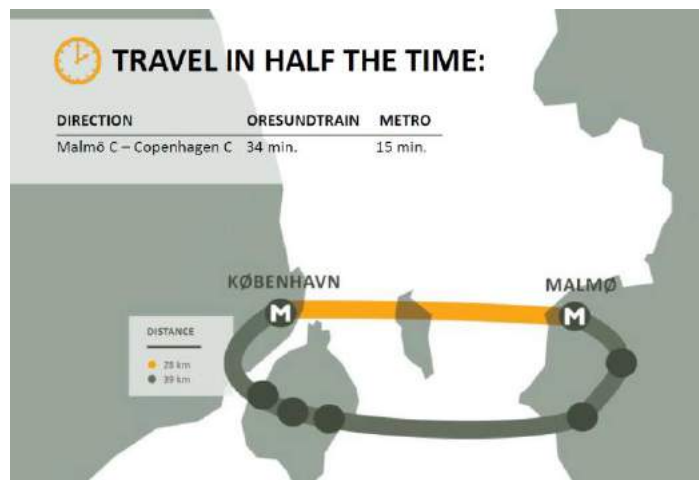 TRAVEL IN HALF THE TIME:
DIRECTION ORESUNDTRAIN METRO
Malmö C – Copenhagen C 34 min. 15 min.
KØBENHAVN
MALMØ
M
M
DISTANCE
28 km
39 km